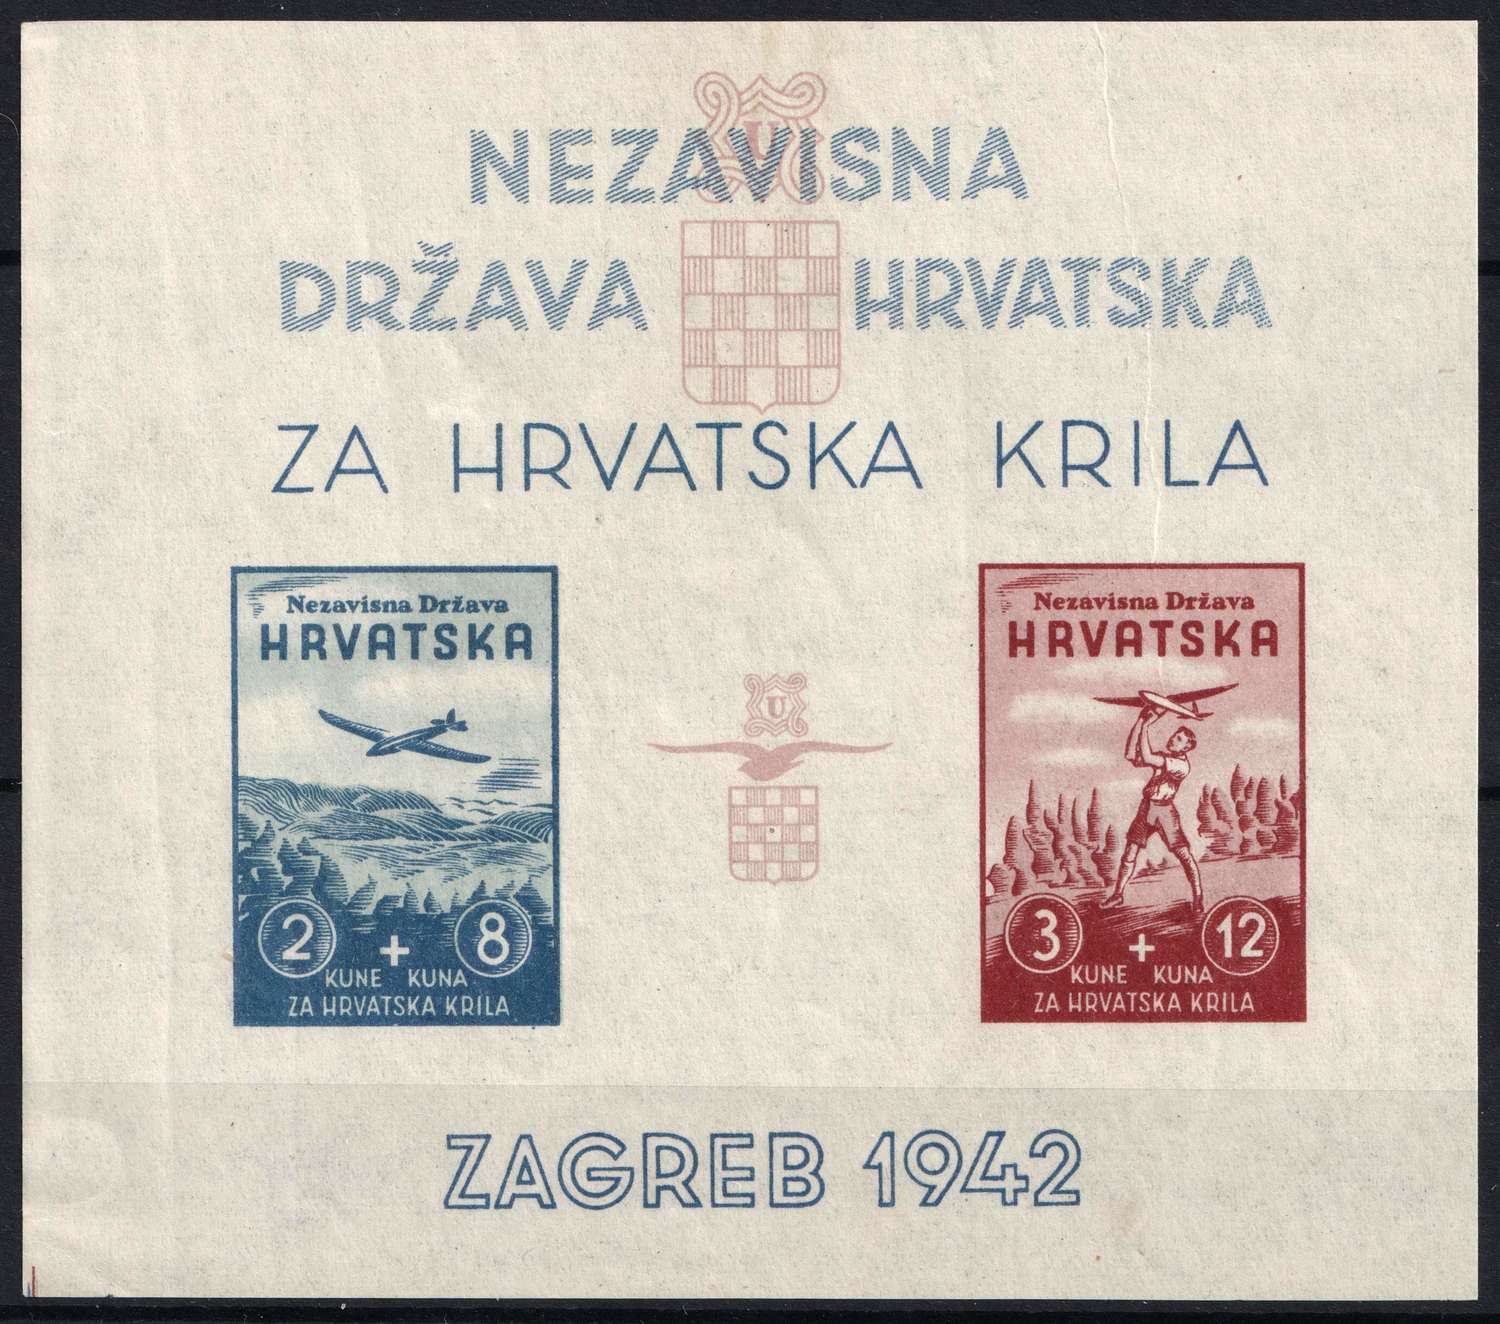 U
NEZAVISNA
DRŽAVA HRVATSKA
ZA HRVATSKA KRILA
Nezavisna Država
HRVATSKA
2 + 8
KUNE KUNA
ZA HRVATSKA KRILA
U
Nezavisna Država
HRVATSKA
3 + 12
KUNE KUNA
ZA HRVATSKA KRILA
ZAGREB 1942